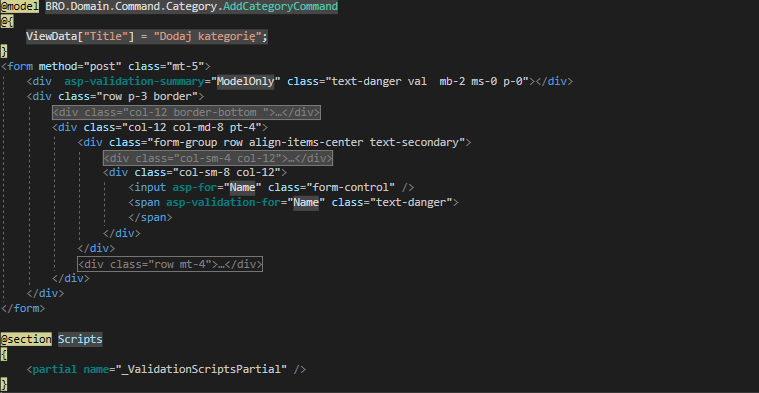 @model BRO.Domain.Command.Category.AddCategoryCommand
@{
ViewData["Title"] = "Dodaj kategorię";
}
<form method="post" class="mt-5">
<div  asp-validation-summary="ModelOnly" class="text-danger val  mb-2 ms-0 p-0"></div>
<div class="row p-3 border">
<div class="col-12 border-bottom ">…</div>
<div class="col-12 col-md-8 pt-4">
<div class="form-group row align-items-center text-secondary">
<div class="col-sm-4 col-12">…</div>
<div class="col-sm-8 col-12">
<input asp-for="Name" class="form-control" />
<span asp-validation-for="Name" class="text-danger">
</span>
</div>
</div>
<div class="row mt-4">…</div>
</div>
</div>
</form>
@section Scripts
{
<partial name="_ValidationScriptsPartial" />
}